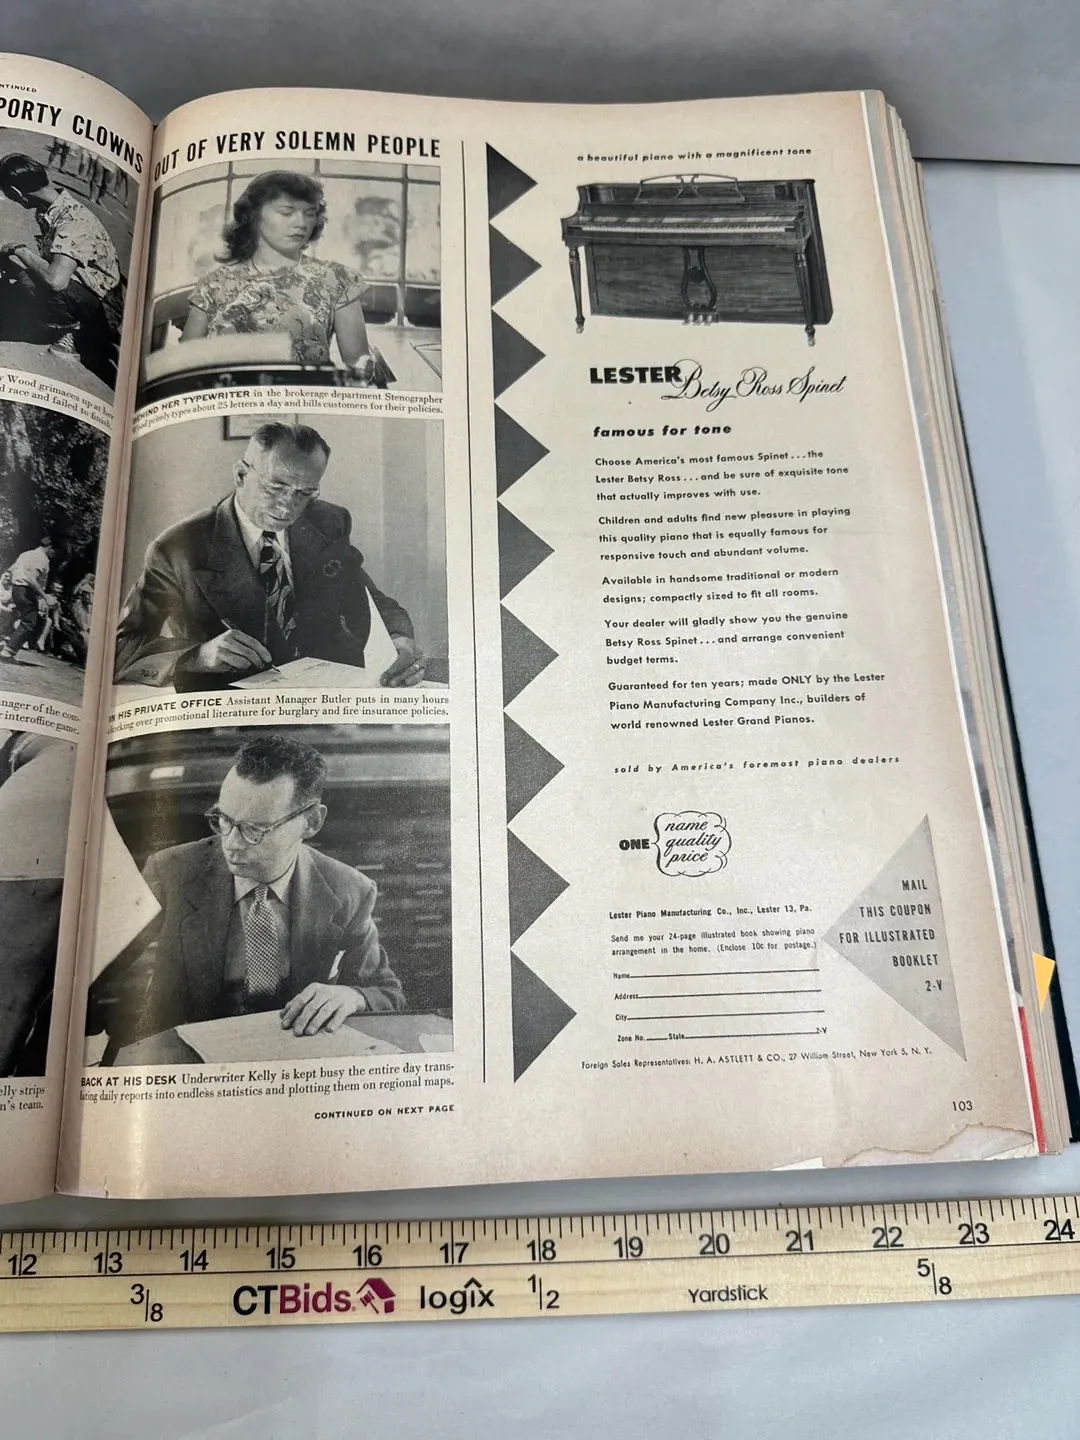 NTINUED
PORTY CLOWNS
y Wood grimaces up at her
d race and failed to finish.
nager of the com-
r interoffice game.
elly strips
n's team.
OUT OF VERY SOLEMN PEOPLE
BEHIND HER TYPEWRITER in the brokerage department Stenographer
Wood primly types about 25 letters a day and bills customers for their policies.
IN HIS PRIVATE OFFICE Assistant Manager Butler puts in many hours
checking over promotional literature for burglary and fire insurance policies.
BACK AT HIS DESK Underwriter Kelly is kept busy the entire day trans-
lating daily reports into endless statistics and plotting them on regional maps.
CONTINUED ON NEXT PAGE
a beautiful piano with a magnificent tone
LESTER Betsy Ross Spinet
famous for tone
Choose America's most famous Spinet...the
Lester Betsy Ross...and be sure of exquisite tone
that actually improves with use.
Children and adults find new pleasure in playing
this quality piano that is equally famous for
responsive touch and abundant volume.
Available in handsome traditional or modern
designs; compactly sized to fit all rooms.
Your dealer will gladly show you the genuine
Betsy Ross Spinet...and arrange convenient
budget terms.
Guaranteed for ten years; made ONLY by the Lester
Piano Manufacturing Company Inc., builders of
world renowned Lester Grand Pianos.
sold by America's foremost piano dealers
ONE name
quality
price
Lester Piano Manufacturing Co., Inc., Lester 13, Pa.
Send me your 24-page illustrated book showing piano
arrangement in the home. (Enclose 10c for postage.)
Name
Address
City
Zone No. State 2-V
MAIL
THIS COUPON
FOR ILLUSTRATED
BOOKLET
2-V
Foreign Sales Representatives: H. A. ASTLETT & CO., 27 William Street, New York 5, N. Y.
103
12 13 14 15 16 17 18 19 20 21 22 23 24
3/8 CTBids logix 1/2 Yardstick 5/8